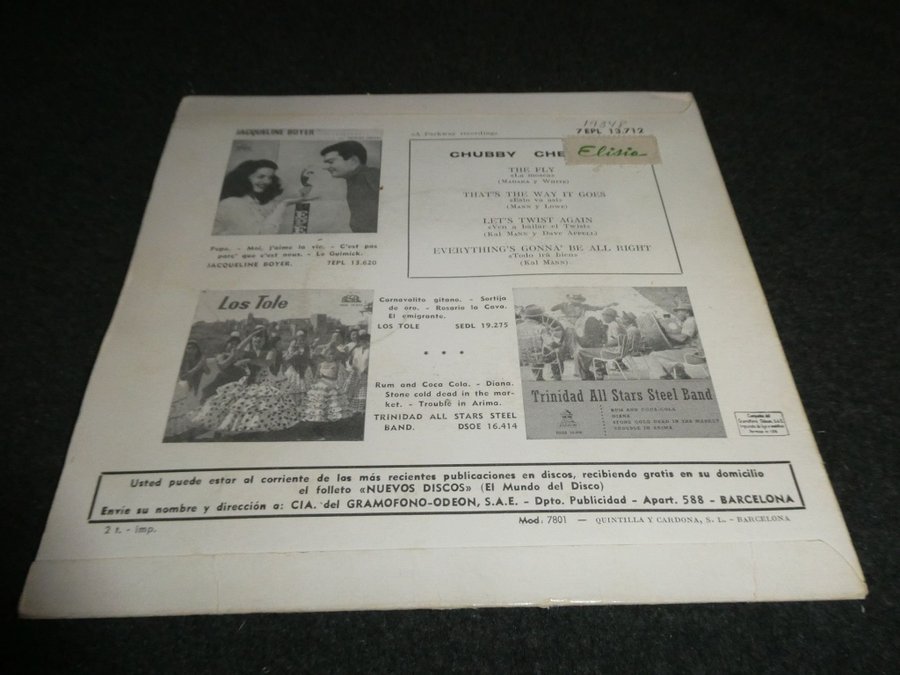 JACQUELINE BOYER
Papa. - Moi, j'aime la vie. - C'est pas
parc' que c'est nous. - Le Guimick.
JACQUELINE BOYER. 7EPL 13.620
«A Parkway recording»
7EPL 13.712
CHUBBY CHE
Elisia
THE FLY
«La mosca»
(MADARA y WHITE)
THAT'S THE WAY IT GOES
«Esto va así»
(MANN y LOWE)
LET'S TWIST AGAIN
«Ven a bailar el Twist»
(KAL MANN y DAVE APPELL)
EVERYTHING'S GONNA' BE ALL RIGHT
«Todo irá bien»
(KAL MANN)
Los Tole
Carnavalito gitano. - Sortija
de oro. - Rosario la Cava.
El emigrante.
LOS TOLE SEDL 19.275
* * *
Rum and Coca Cola. - Diana.
Stone cold dead in the mar-
ket. - Trouble in Arima.
TRINIDAD ALL STARS STEEL
BAND. DSOE 16.414
Trinidad All Stars Steel Band
RUM AND COCA-COLA
DIANA
STONE COLD DEAD IN THE MARKET
TROUBLE IN ARIMA
Usted puede estar al corriente de las más recientes publicaciones en discos, recibiendo gratis en su domicilio
el folleto «NUEVOS DISCOS» (El Mundo del Disco)
Envíe su nombre y dirección a: CIA. del GRAMOFONO-ODEON, S.A.E. - Dpto. Publicidad - Apart. 588 - BARCELONA
2 t. - imp.
Mod. 7801 — QUINTILLA Y CARDONA, S. L. - BARCELONA